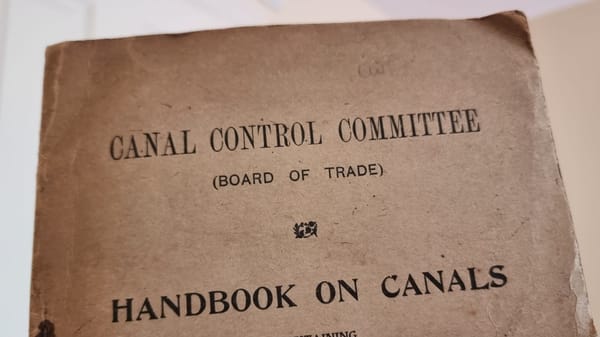 CANAL CONTROL COMMITTEE
(BOARD OF TRADE)
HANDBOOK ON CANALS